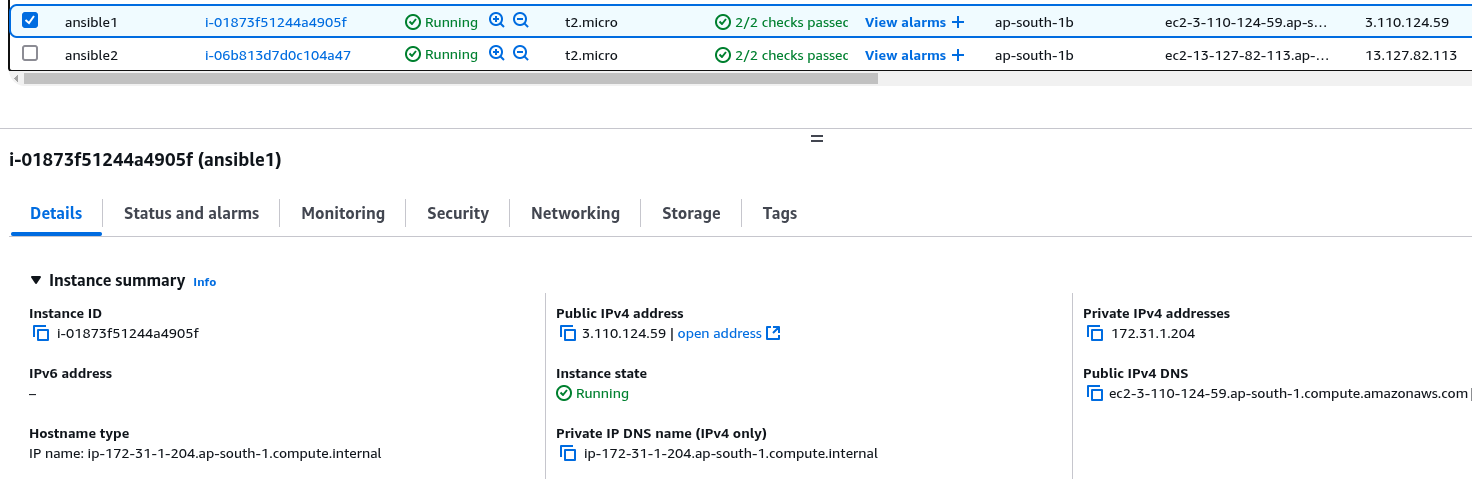 ansible1 i-01873f51244a4905f Running t2.micro 2/2 checks passec View alarms + ap-south-1b ec2-3-110-124-59.ap-s... 3.110.124.59
ansible2 i-06b813d7d0c104a47 Running t2.micro 2/2 checks passec View alarms + ap-south-1b ec2-13-127-82-113.ap-... 13.127.82.113
i-01873f51244a4905f (ansible1)
Details Status and alarms Monitoring Security Networking Storage Tags
Instance summary Info
Instance ID Public IPv4 address Private IPv4 addresses
i-01873f51244a4905f 3.110.124.59 | open address 172.31.1.204
IPv6 address Instance state Public IPv4 DNS
– Running ec2-3-110-124-59.ap-south-1.compute.amazonaws.com |
Hostname type Private IP DNS name (IPv4 only)
IP name: ip-172-31-1-204.ap-south-1.compute.internal ip-172-31-1-204.ap-south-1.compute.internal